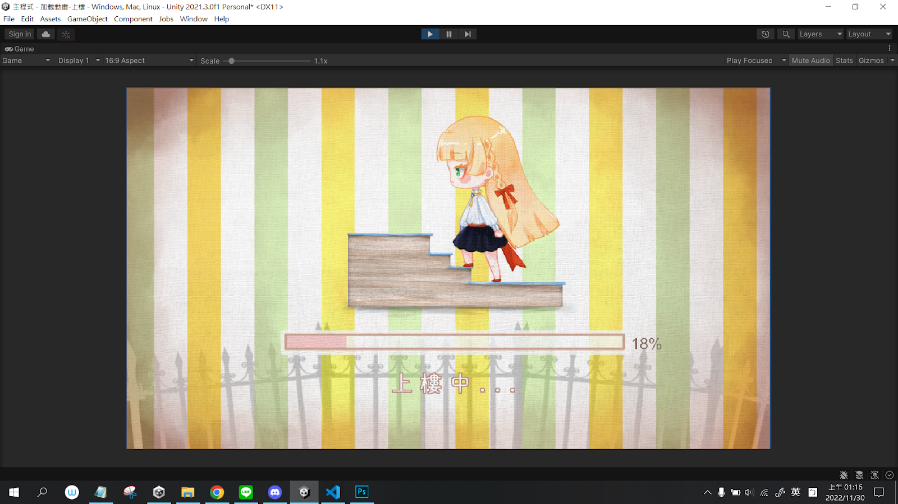 主程式 - 加載動畫-上樓 - Windows, Mac, Linux - Unity 2021.3.0f1 Personal* <DX11>
File Edit Assets GameObject Component Jobs Window Help
Sign in
Layers
Layout
Game
Game
Display 1
16:9 Aspect
Scale
1.1x
Play Focused
Mute Audio
Stats
Gizmos
18%
上樓中...
英
上午 01:15
2022/11/30